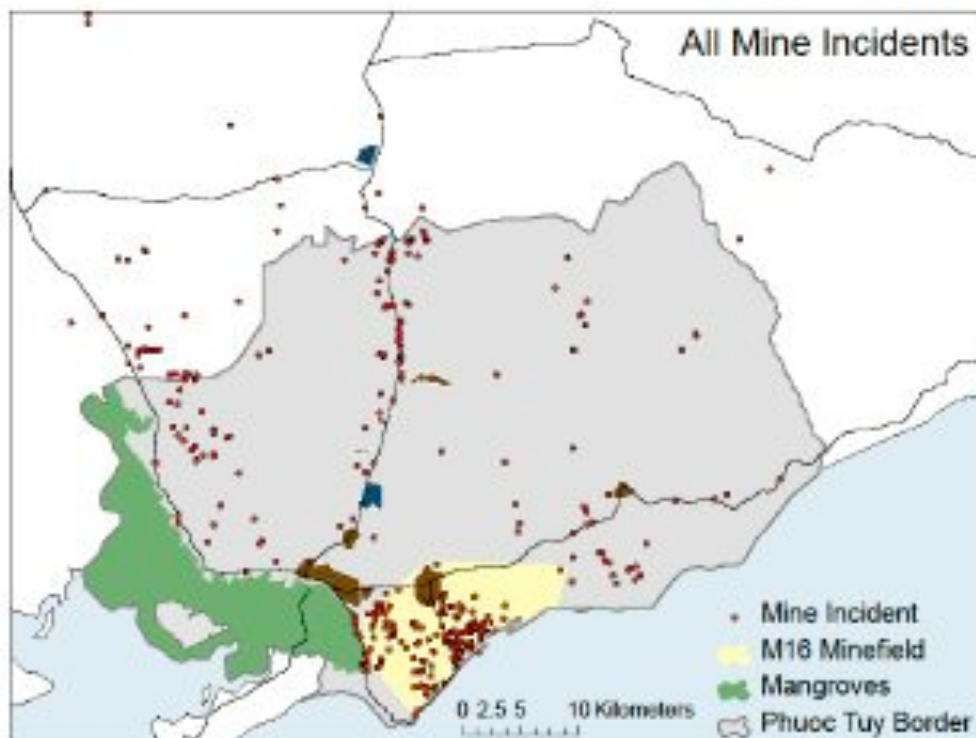 All Mine Incidents
Mine Incident
M16 Minefield
Mangroves
0 2.5 5 10 Kilometers
Phuoc Tuy Border